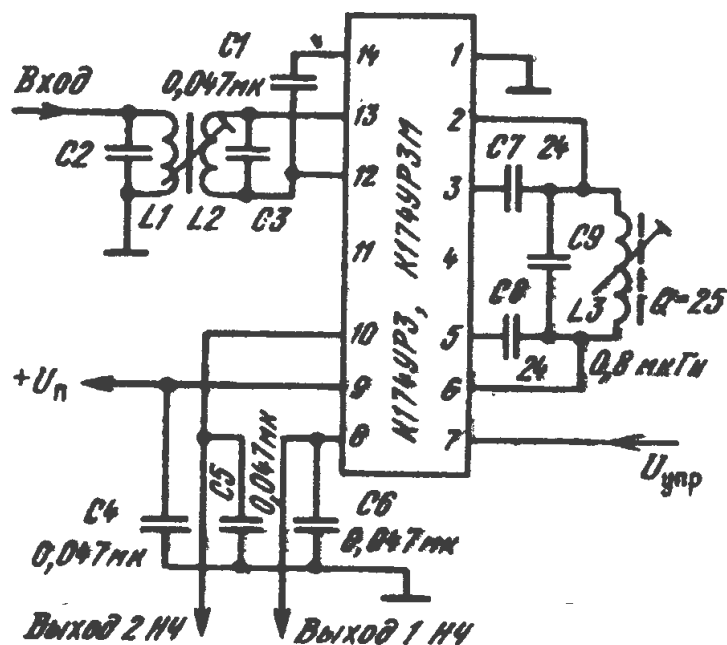 C1
0,047мк
Вход
C2
L1
L2
C3
14
13
12
11
10
9
8
К174УР3, К174УР3М
1
2
3
4
5
6
7
C7 24
C9
C8
24
L3
Q=25
0,8 мкГн
Uупр
+Uп
C4
0,047мк
C5
0,047мк
C6
0,047мк
Выход 2 НЧ
Выход 1 НЧ